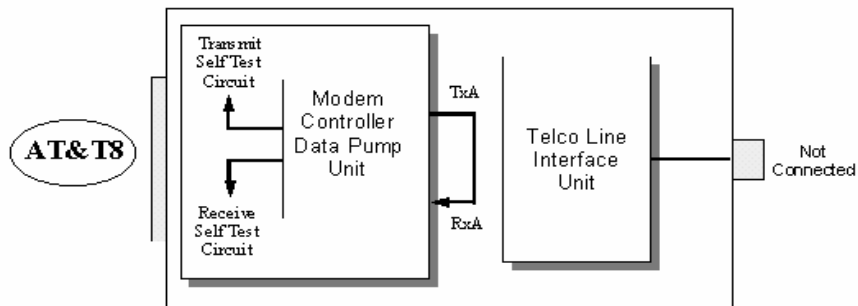 Transmit
Self Test
Circuit
Modem
Controller
Data Pump
Unit
Receive
Self Test
Circuit
TxA
RxA
Telco Line
Interface
Unit
AT&T8
Not
Connected